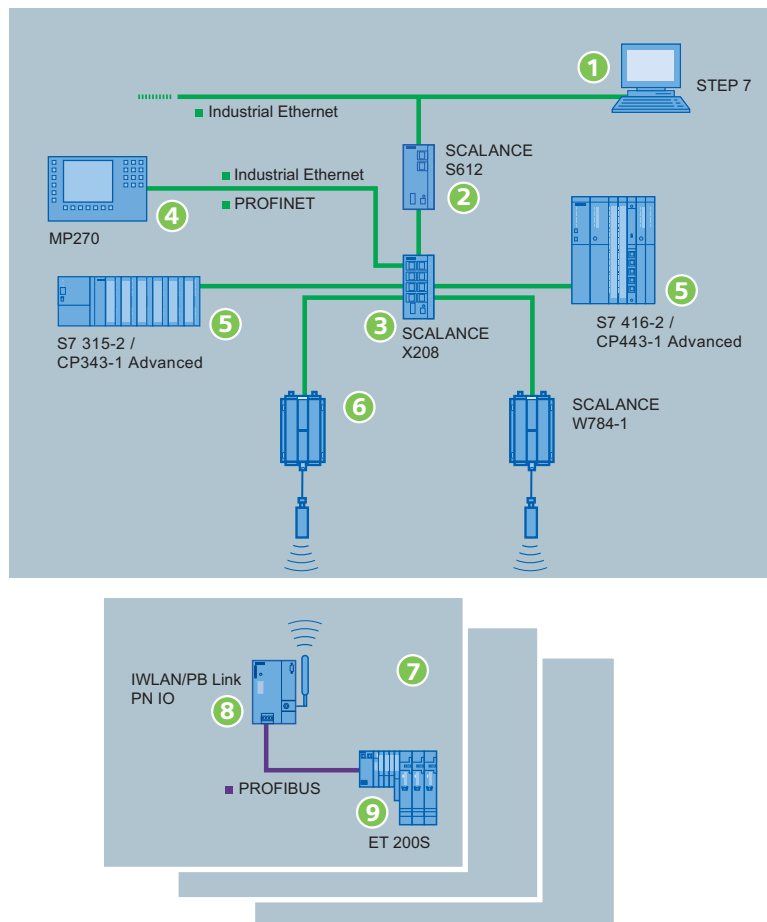 1
STEP 7
Industrial Ethernet
SCALANCE
S612
2
Industrial Ethernet
PROFINET
4
MP270
5
S7 315-2 /
CP343-1 Advanced
3
SCALANCE
X208
5
S7 416-2 /
CP443-1 Advanced
6
SCALANCE
W784-1
7
IWLAN/PB Link
PN IO
8
PROFIBUS
9
ET 200S